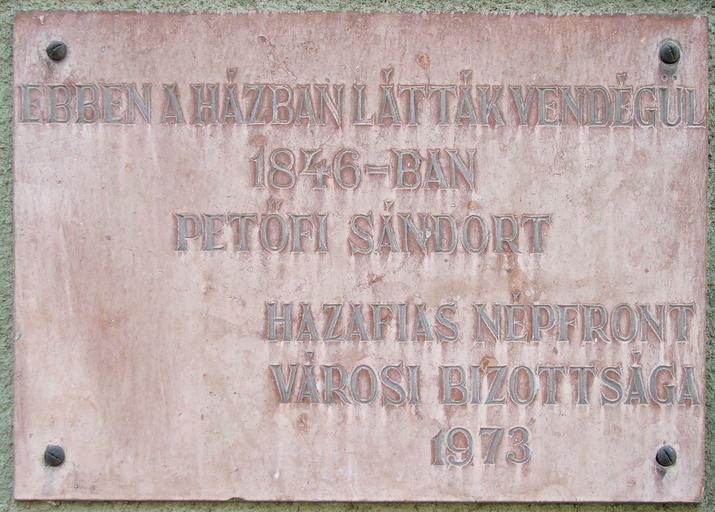 EBBEN A HÁZBAN LÁTTÁK VENDÉGÜL
1846-BAN
PETŐFI SÁNDORT
HAZAFIAS NÉPFRONT
VÁROSI BIZOTTSÁGA
1973